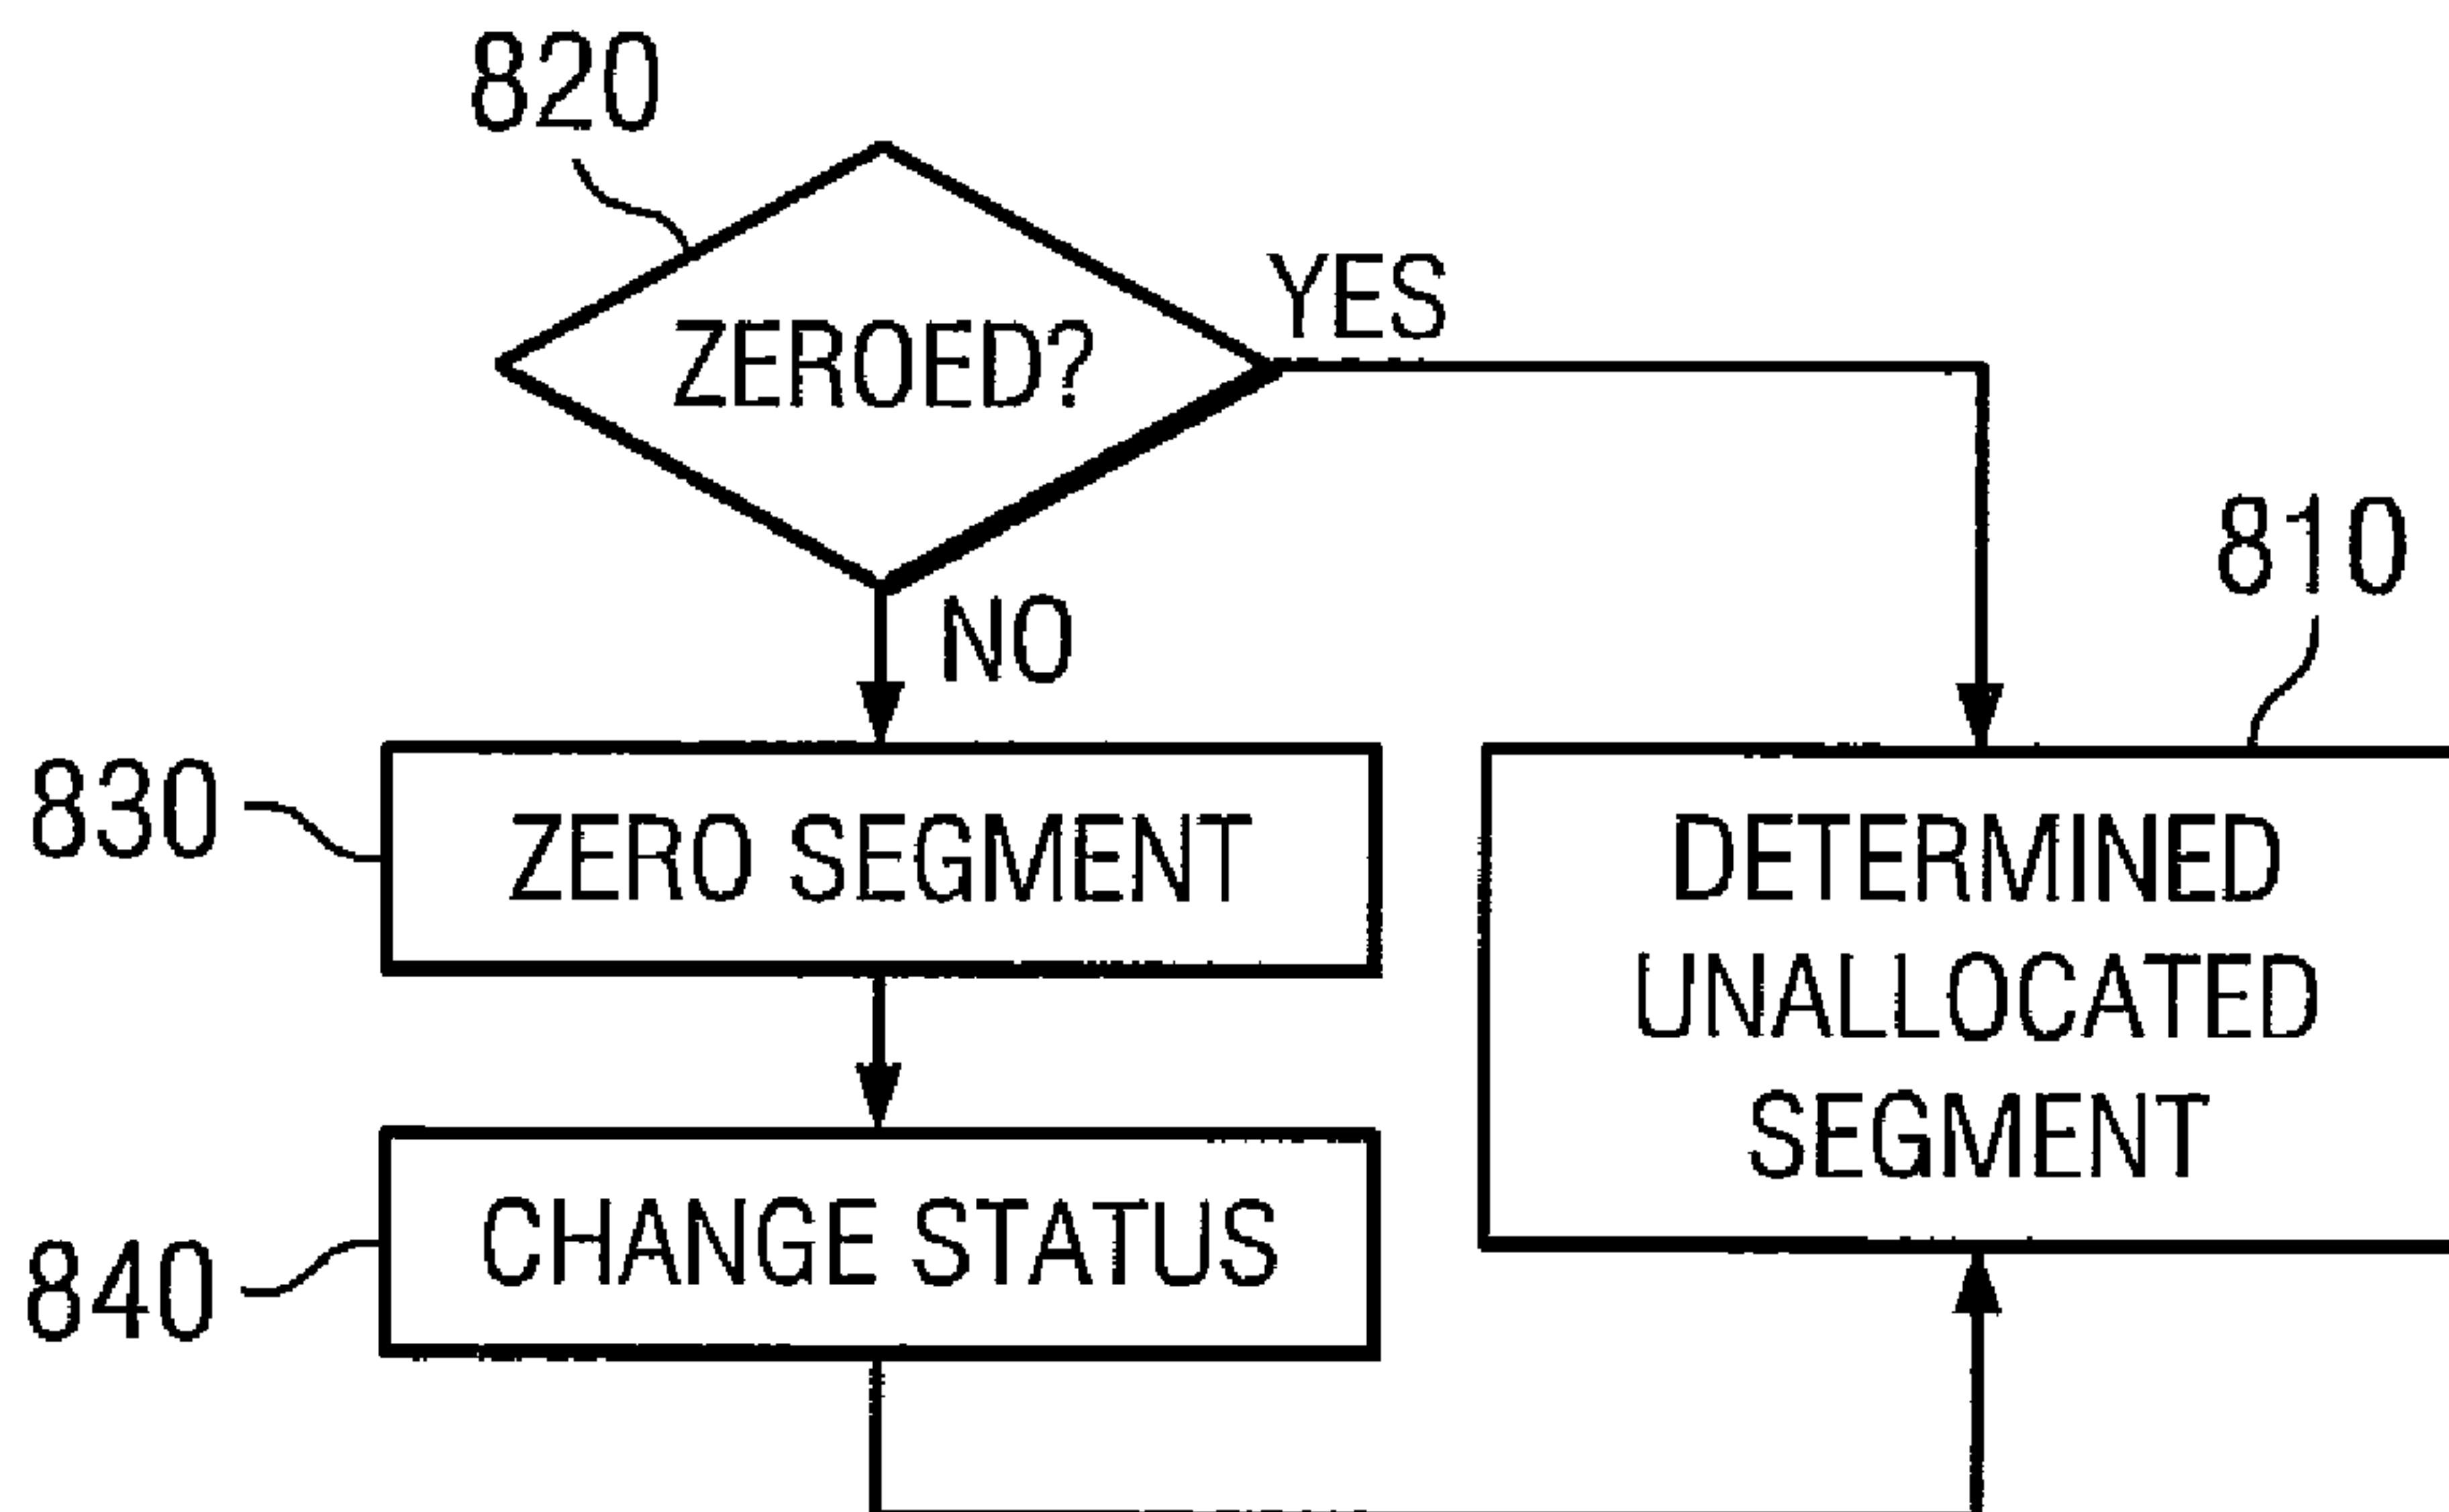 820
ZEROED?
YES
NO
810
830
ZERO SEGMENT
DETERMINED
UNALLOCATED
SEGMENT
840
CHANGE STATUS